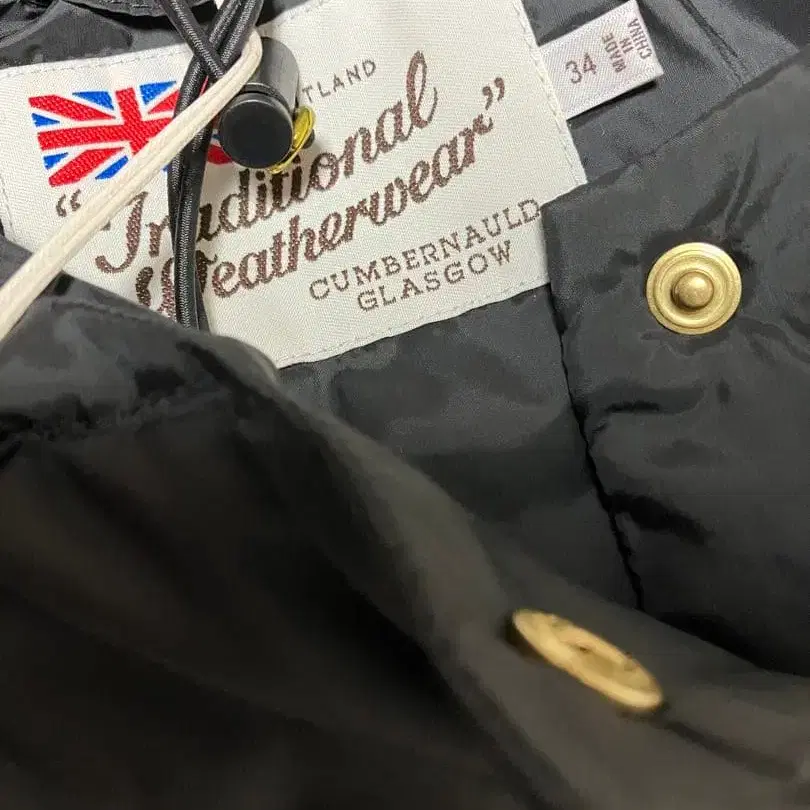 TLAND
"Traditional
Weatherwear"
CUMBERNAULD
GLASGOW
34
MADE
IN
CHINA